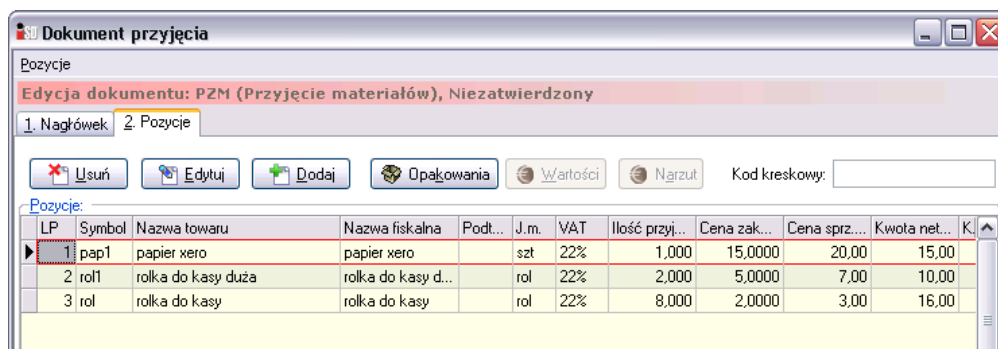 Dokument przyjęcia
Pozycje
Edycja dokumentu: PZM (Przyjęcie materiałów), Niezatwierdzony
1. Nagłówek 2. Pozycje
Usuń Edytuj Dodaj Opakowania Wartości Narzut Kod kreskowy:
Pozycje:
LP Symbol Nazwa towaru Nazwa fiskalna Podt... J.m. VAT Ilość przyj... Cena zak... Cena sprz.... Kwota net... K.
1 pap1 papier xero papier xero szt 22% 1,000 15,0000 20,00 15,00
2 rol1 rolka do kasy duża rolka do kasy d... rol 22% 2,000 5,0000 7,00 10,00
3 rol rolka do kasy rolka do kasy rol 22% 8,000 2,0000 3,00 16,00